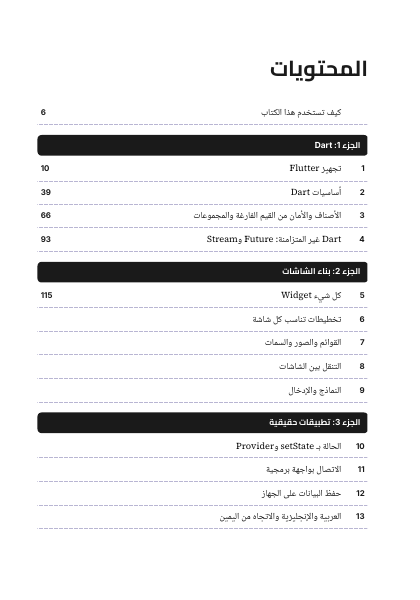 المحتويات
كيف تستخدم هذا الكتاب 6
الجزء 1: Dart
1 تجهيز Flutter 10
2 أساسيات Dart 39
3 الأصناف والأمان من القيم الفارغة والمجموعات 66
4 Dart غير المتزامنة: Future وStream 93
الجزء 2: بناء الشاشات
5 كل شيء Widget 115
6 تخطيطات تناسب كل شاشة
7 القوائم والصور والسمات
8 التنقل بين الشاشات
9 النماذج والإدخال
الجزء 3: تطبيقات حقيقية
10 الحالة بـ setState وProvider
11 الاتصال بواجهة برمجية
12 حفظ البيانات على الجهاز
13 العربية والإنجليزية والاتجاه من اليمين